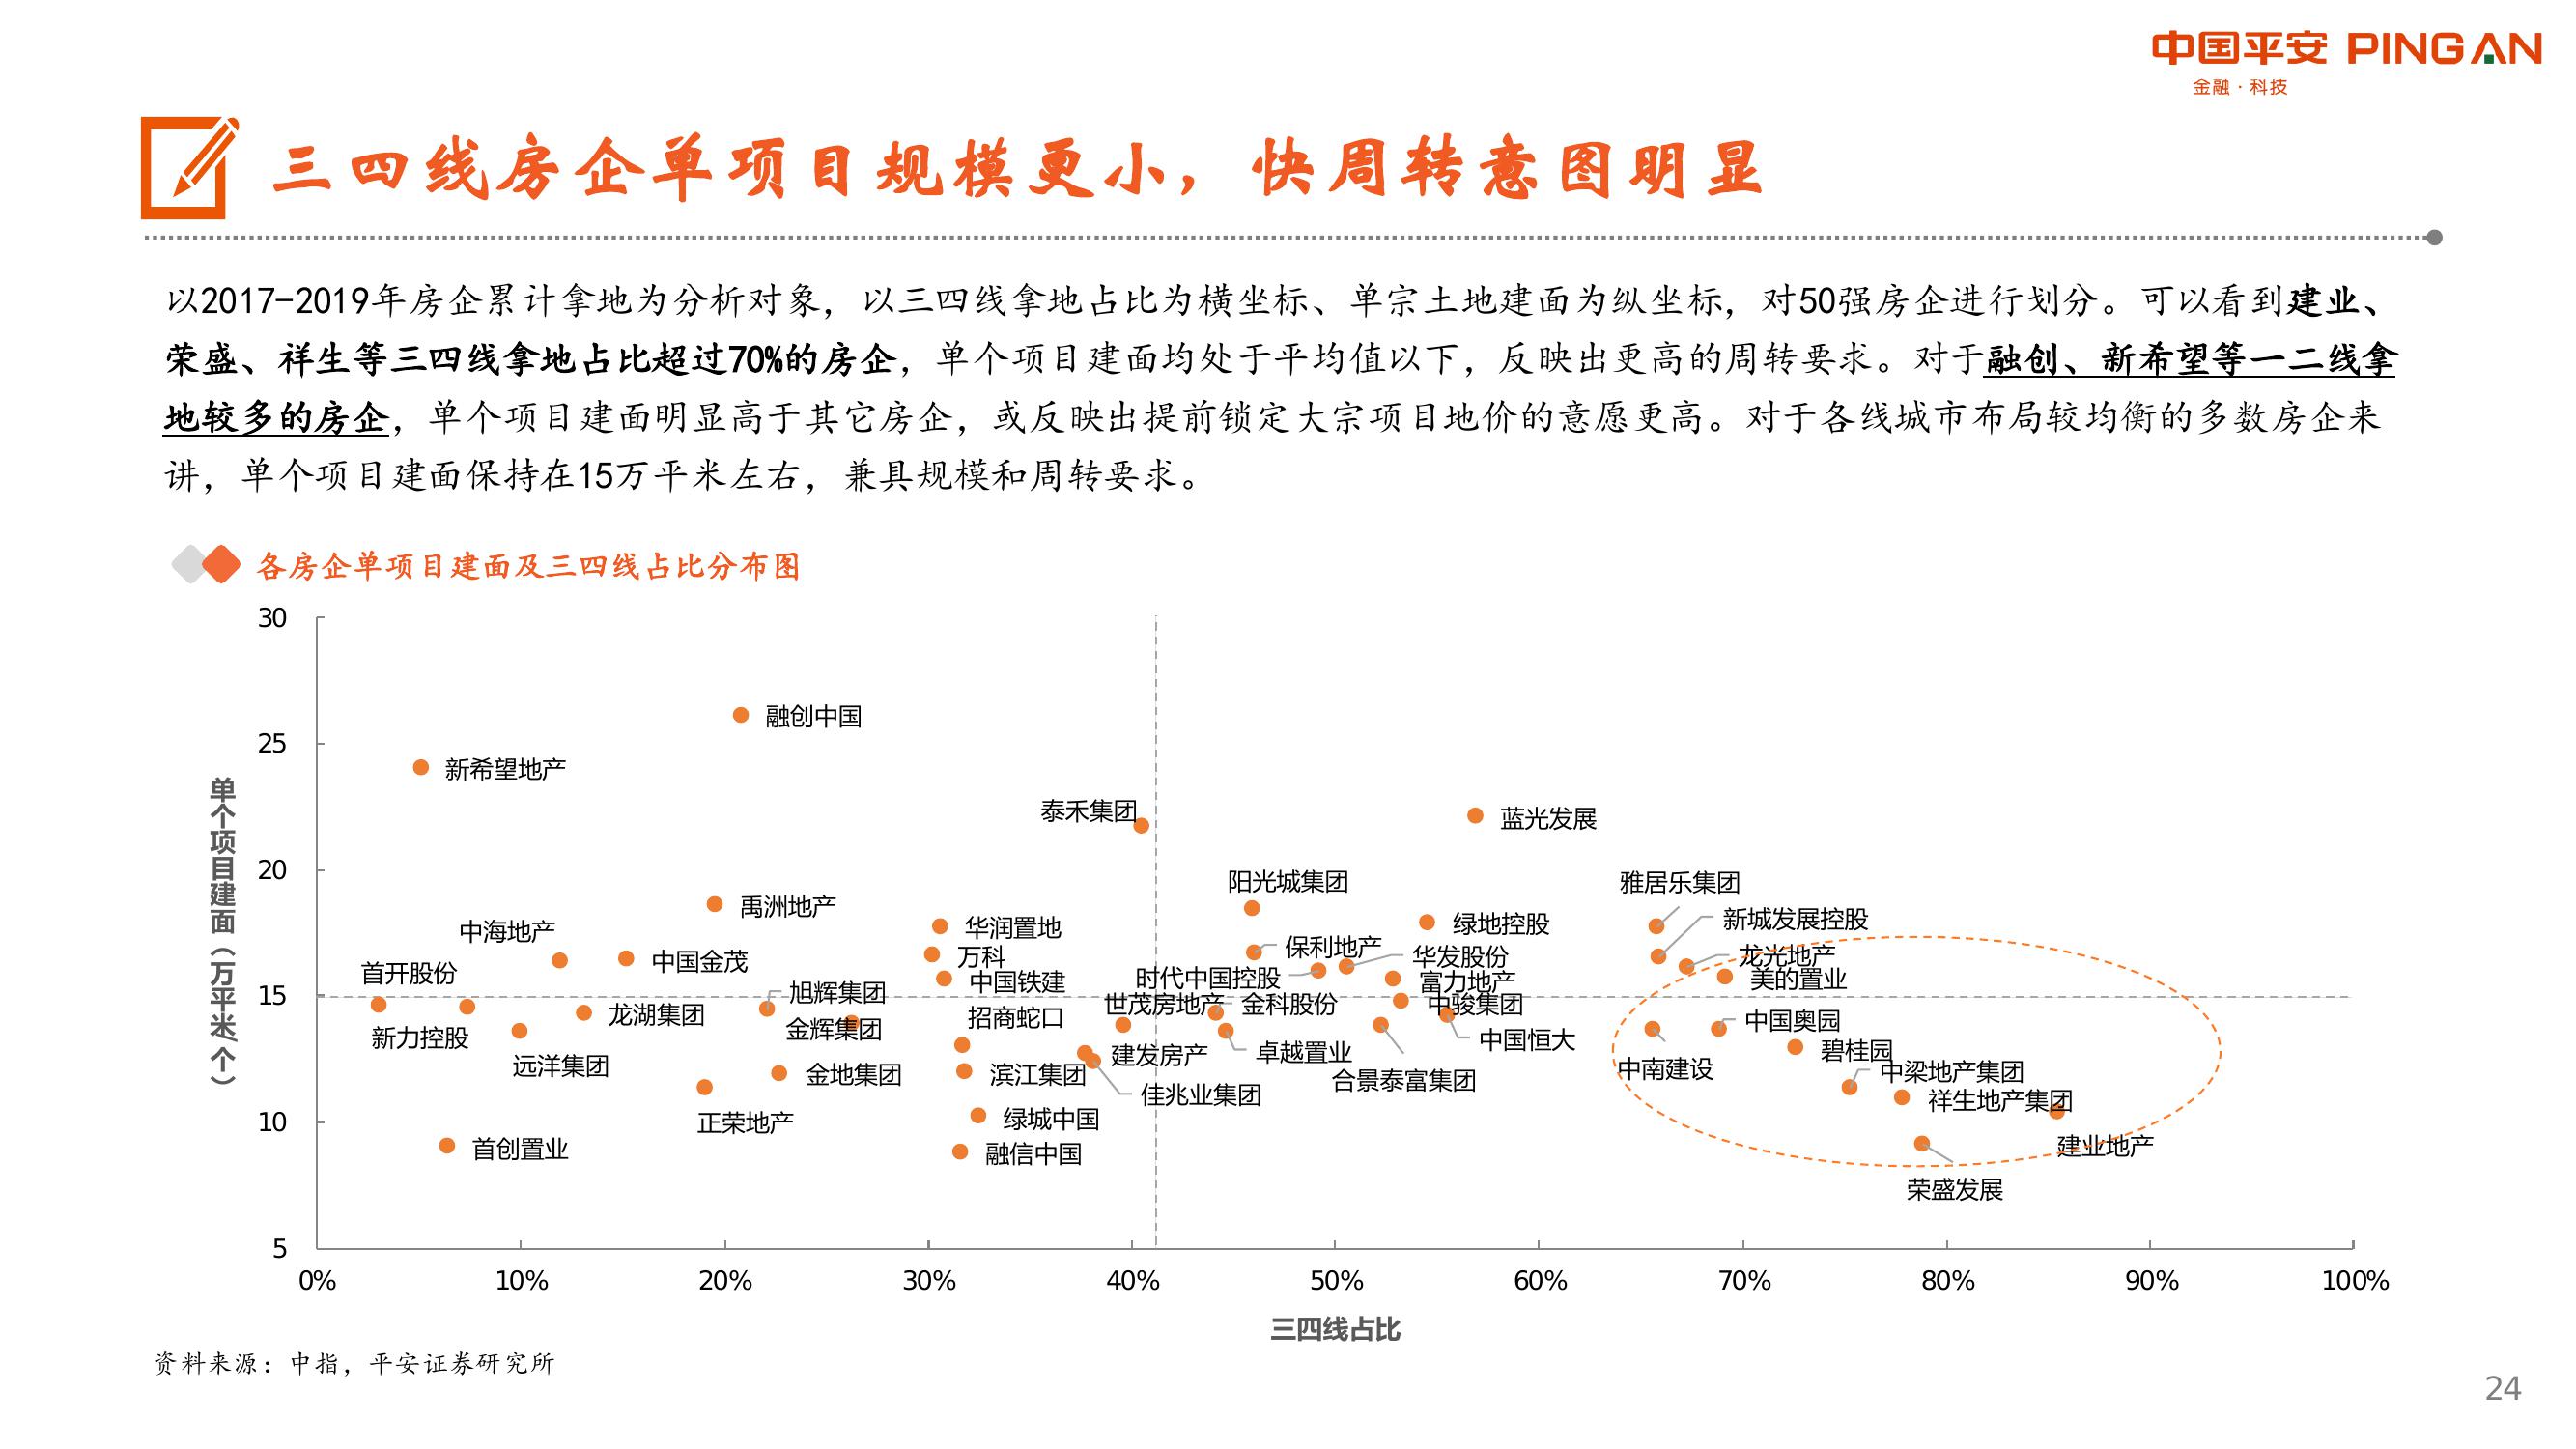 中国平安 PINGAN
金融·科技
三四线房企单项目规模更小，快周转意图明显
以2017-2019年房企累计拿地为分析对象，以三四线拿地占比为横坐标、单宗土地建面为纵坐标，对50强房企进行划分。可以看到建业、
荣盛、祥生等三四线拿地占比超过70%的房企，单个项目建面均处于平均值以下，反映出更高的周转要求。对于融创、新希望等一二线拿
地较多的房企，单个项目建面明显高于其它房企，或反映出提前锁定大宗项目地价的意愿更高。对于各线城市布局较均衡的多数房企来
讲，单个项目建面保持在15万平米左右，兼具规模和周转要求。
各房企单项目建面及三四线占比分布图
单个项目建面（万平米/个）
30
25
20
15
10
5
融创中国
新希望地产
泰禾集团
蓝光发展
阳光城集团
雅居乐集团
禹洲地产
新城发展控股
绿地控股
华润置地
中海地产
保利地产
万科
华发股份
龙光地产
中国金茂
首开股份
时代中国控股
中国铁建
富力地产
美的置业
旭辉集团
世茂房地产
金科股份
中骏集团
龙湖集团
招商蛇口
中国奥园
金辉集团
新力控股
中国恒大
建发房产
卓越置业
碧桂园
远洋集团
中南建设
中梁地产集团
金地集团
滨江集团
合景泰富集团
佳兆业集团
祥生地产集团
正荣地产
绿城中国
首创置业
融信中国
建业地产
荣盛发展
0%
10%
20%
30%
40%
50%
60%
70%
80%
90%
100%
三四线占比
资料来源：中指，平安证券研究所
24